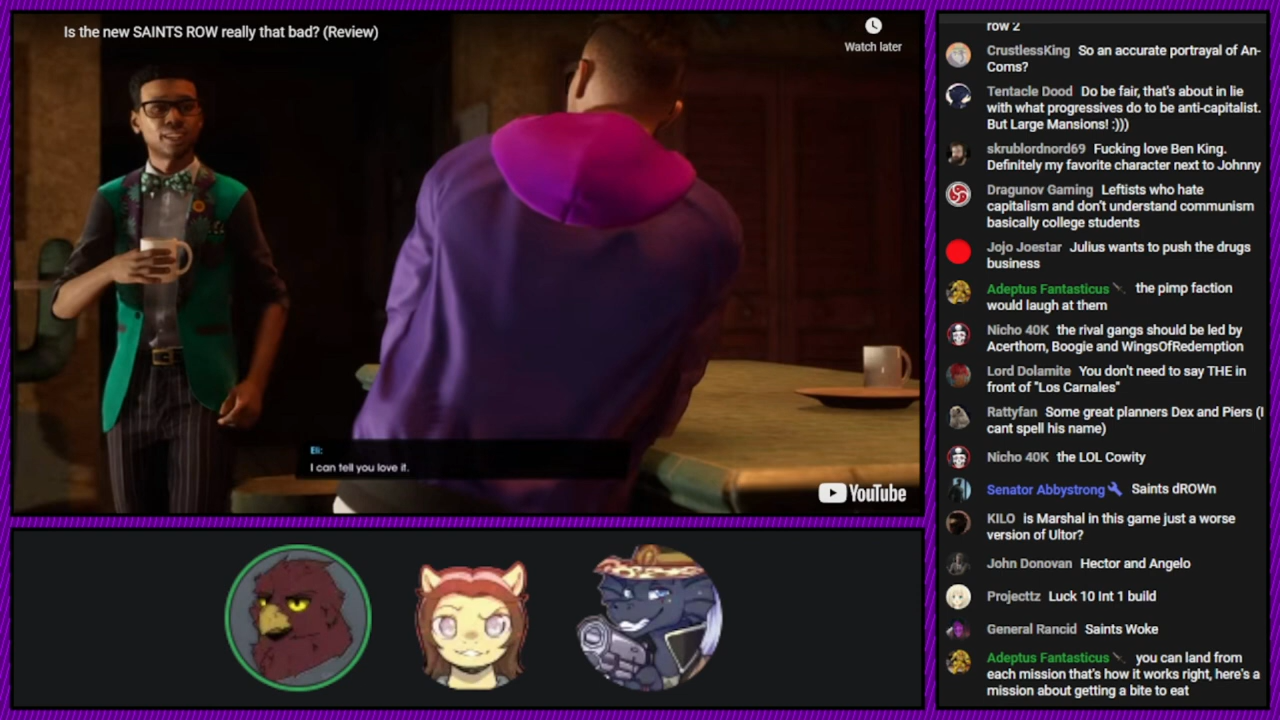 Is the new SAINTS ROW really that bad? (Review)
Watch later
Eli:
I can tell you love it.
YouTube
row 2
CrustlessKing So an accurate portrayal of An-
Coms?
Tentacle Dood Do be fair, that's about in lie
with what progressives do to be anti-capitalist.
But Large Mansions! :)))
skrublordnord69 Fucking love Ben King.
Definitely my favorite character next to Johnny
Dragunov Gaming Leftists who hate
capitalism and don't understand communism
basically college students
Jojo Joestar Julius wants to push the drugs
business
Adeptus Fantasticus the pimp faction
would laugh at them
Nicho 40K the rival gangs should be led by
Acerthorn, Boogie and WingsOfRedemption
Lord Dolamite You don't need to say THE in
front of "Los Carnales"
Rattyfan Some great planners Dex and Piers (I
cant spell his name)
Nicho 40K the LOL Cowity
Senator Abbystrong Saints dROWn
KILO is Marshal in this game just a worse
version of Ultor?
John Donovan Hector and Angelo
Projecttz Luck 10 Int 1 build
General Rancid Saints Woke
Adeptus Fantasticus you can land from
each mission that's how it works right, here's a
mission about getting a bite to eat